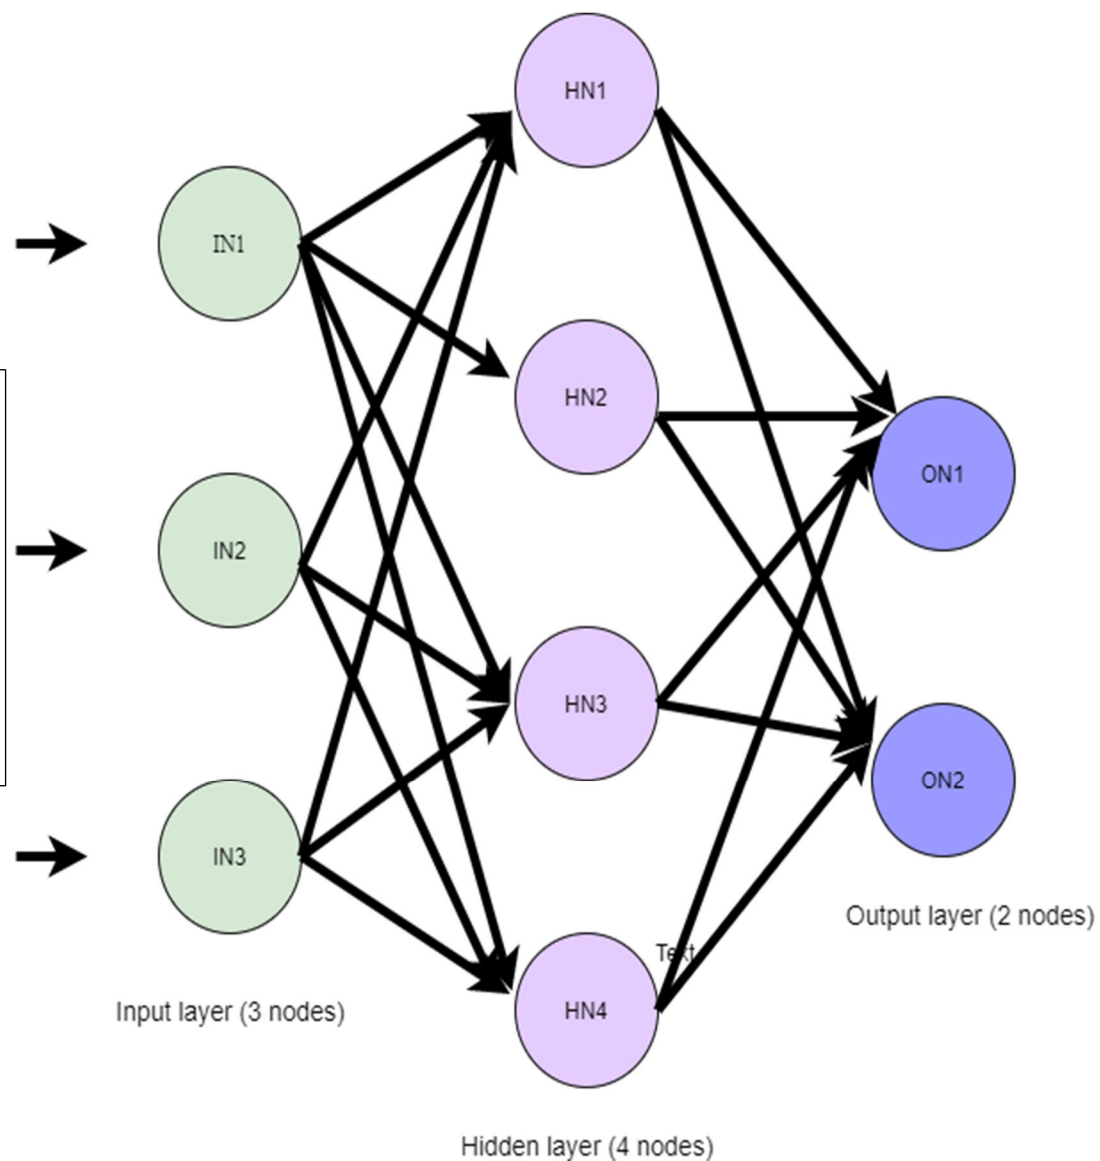 HN1
IN1
HN2
ON1
IN2
HN3
ON2
IN3
Output layer (2 nodes)
Text
Input layer (3 nodes)
HN4
Hidden layer (4 nodes)